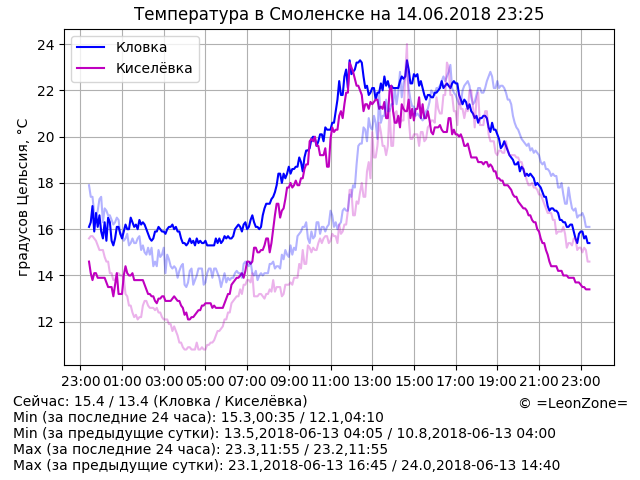 Температура в Смоленске на 14.06.2018 23:25
Кловка
Киселёвка
градусов Цельсия, °C
24
22
20
18
16
14
12
23:00 01:00 03:00 05:00 07:00 09:00 11:00 13:00 15:00 17:00 19:00 21:00 23:00
Сейчас: 15.4 / 13.4 (Кловка / Киселёвка)
© =LeonZone=
Min (за последние 24 часа): 15.3,00:35 / 12.1,04:10
Min (за предыдущие сутки): 13.5,2018-06-13 04:05 / 10.8,2018-06-13 04:00
Max (за последние 24 часа): 23.3,11:55 / 23.2,11:55
Max (за предыдущие сутки): 23.1,2018-06-13 16:45 / 24.0,2018-06-13 14:40